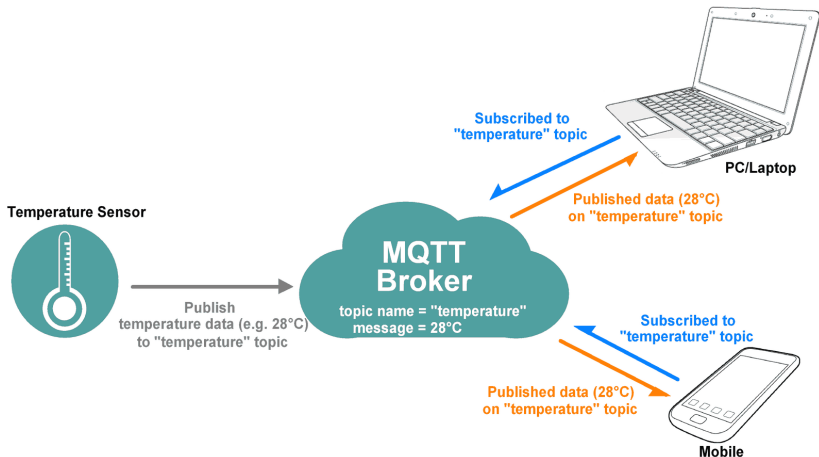 Temperature Sensor
Publish
temperature data (e.g. 28°C)
to "temperature" topic
MQTT
Broker
topic name = "temperature"
message = 28°C
Subscribed to
"temperature" topic
Published data (28°C)
on "temperature" topic
PC/Laptop
Subscribed to
"temperature" topic
Published data (28°C)
on "temperature" topic
Mobile